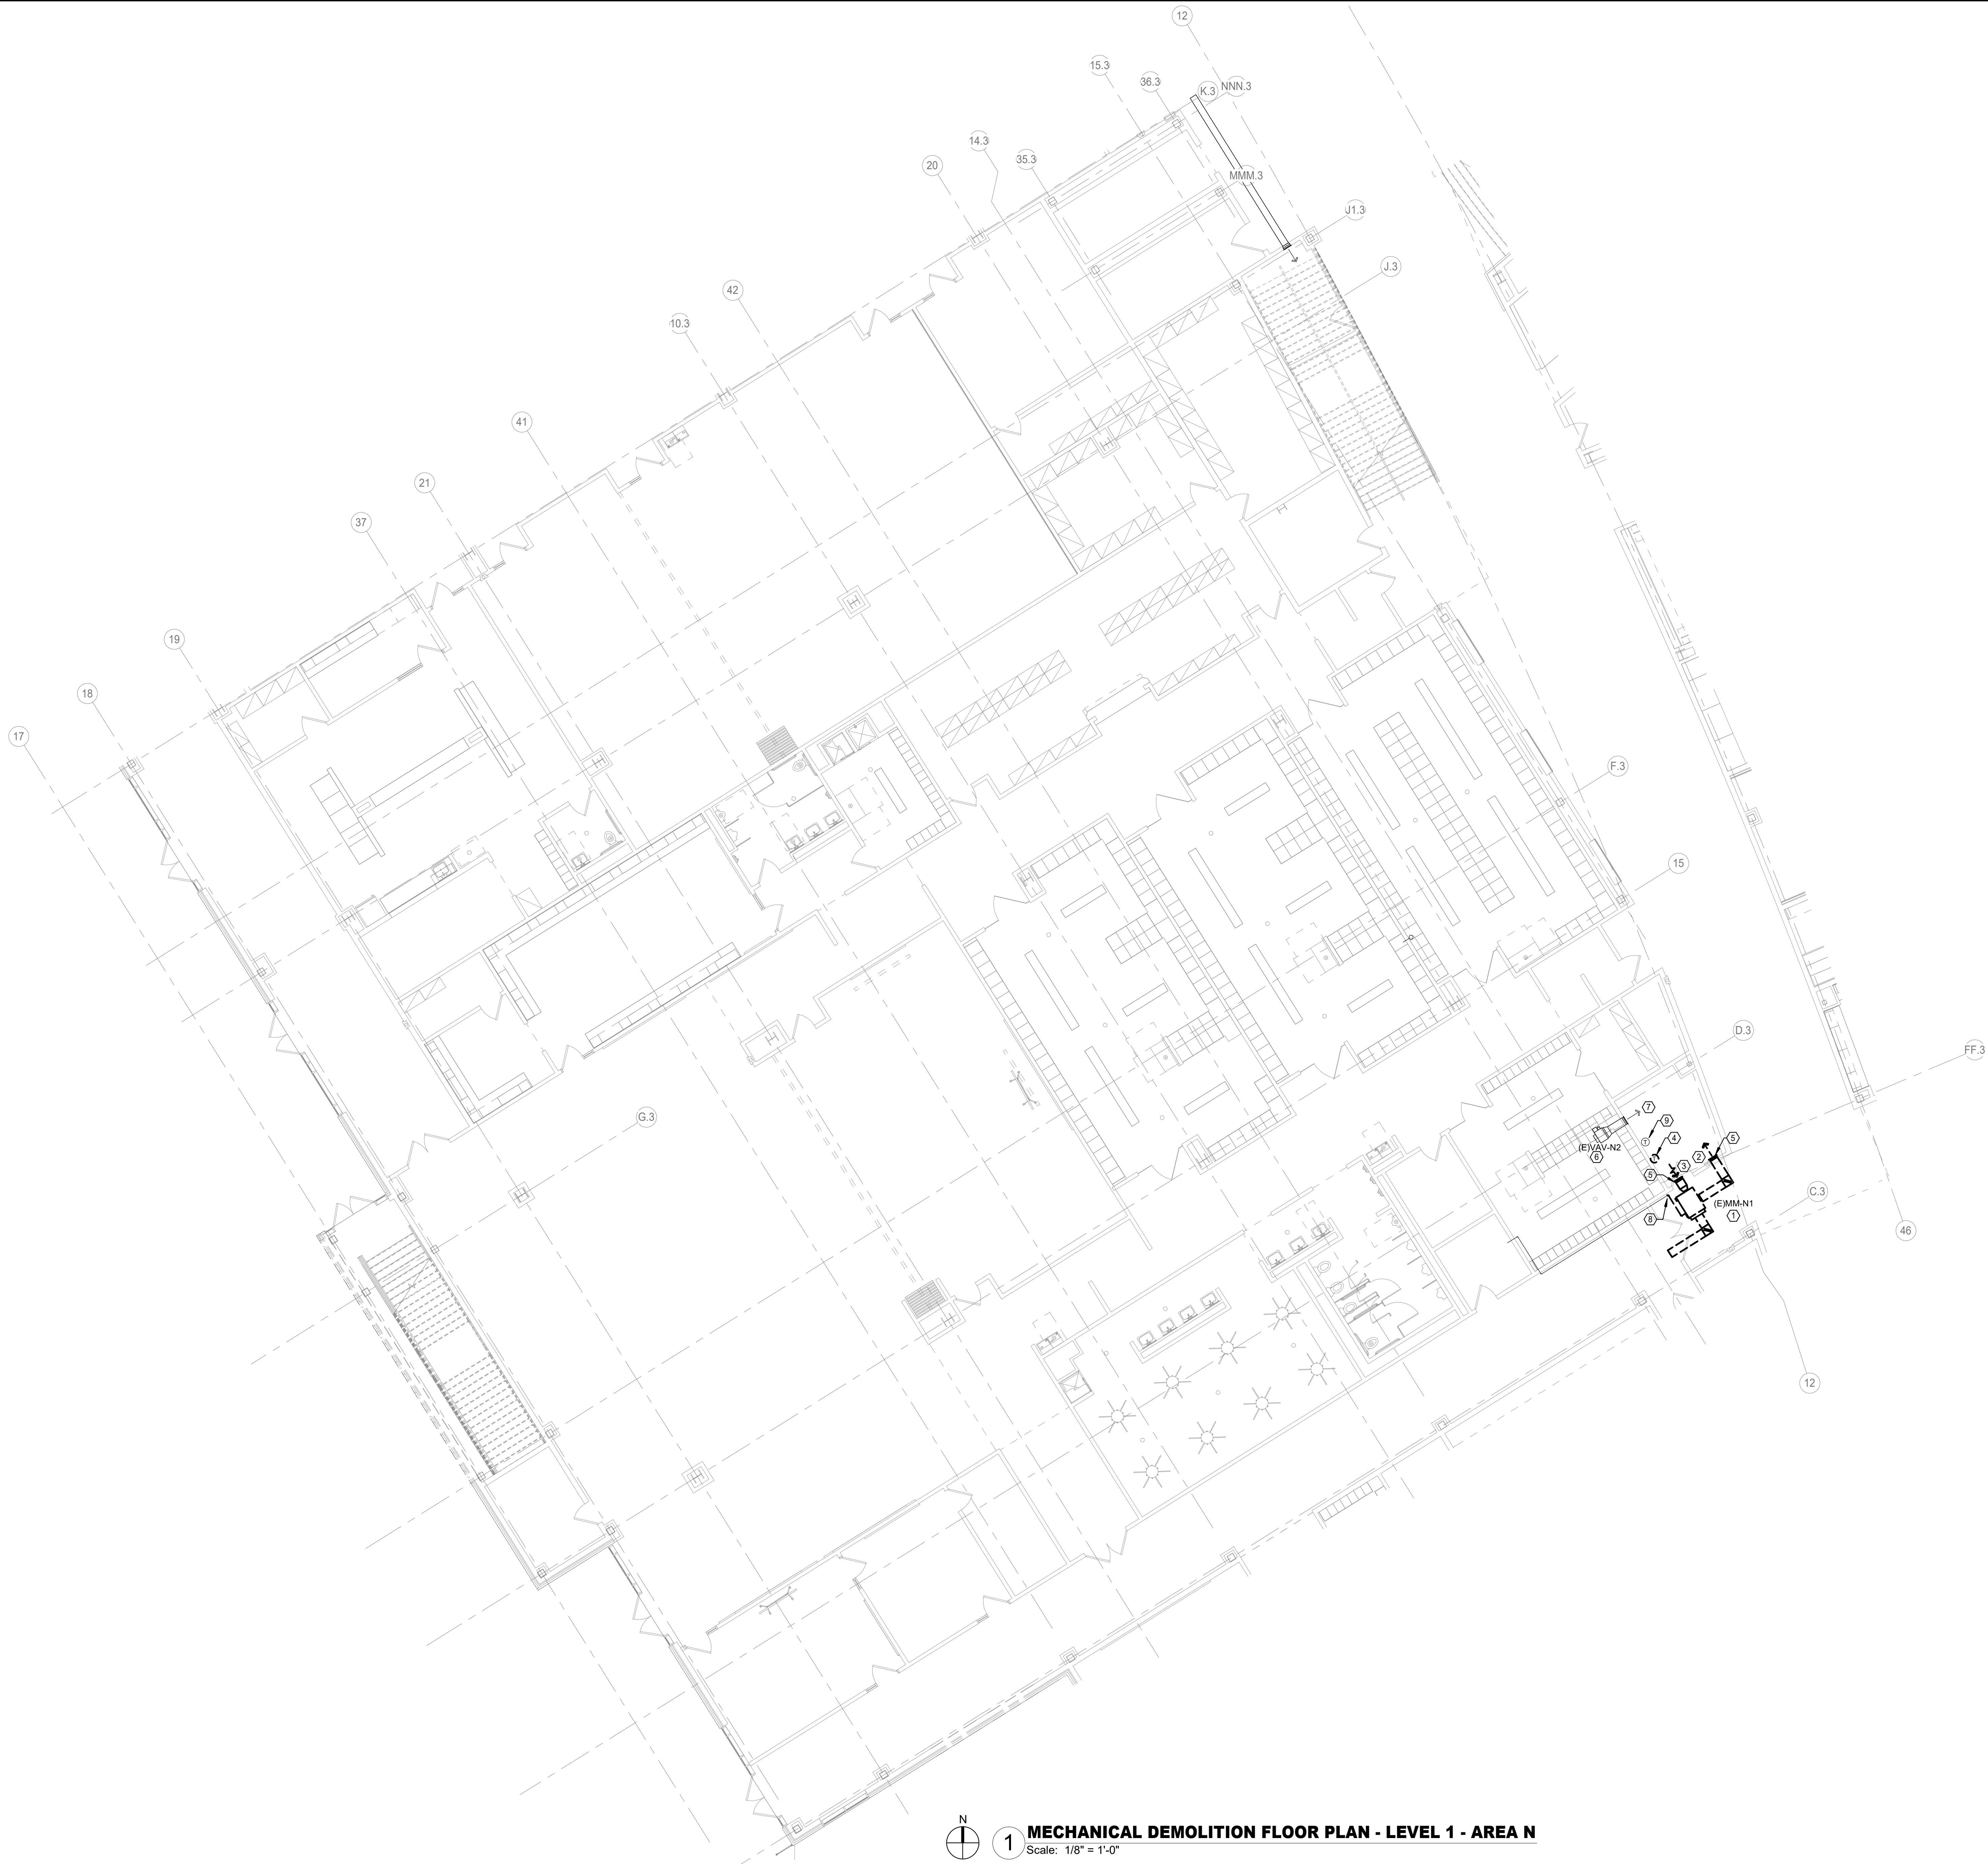 12
15.3
36.3
K.3
NNN.3
14.3
35.3
20
MMM.3
J1.3
J.3
42
10.3
41
21
37
19
18
17
F.3
15
D.3
FF.3
G.3
7
9
(E)VAV-N2
6
4
5
2
3
5
(E)MM-N1
1
8
C.3
46
12
T
N
1
MECHANICAL DEMOLITION FLOOR PLAN - LEVEL 1 - AREA N
Scale: 1/8" = 1'-0"